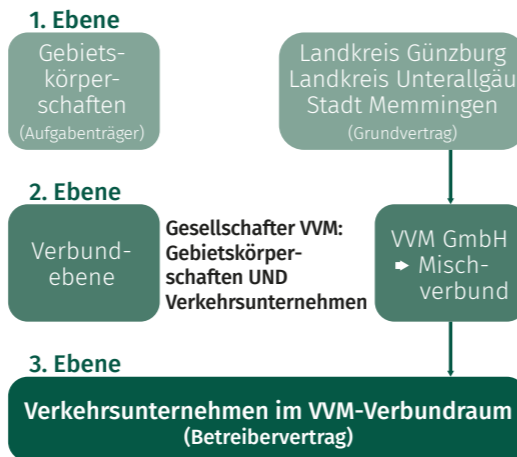 1. Ebene
Gebiets-
körper-
schaften
(Aufgabenträger)
Landkreis Günzburg
Landkreis Unterallgäu
Stadt Memmingen
(Grundvertrag)
2. Ebene
Verbund-
ebene
Gesellschafter VVM:
Gebietskörper-
schaften UND
Verkehrsunternehmen
VVM GmbH
Misch-
verbund
3. Ebene
Verkehrsunternehmen im VVM-Verbundraum
(Betreibervertrag)